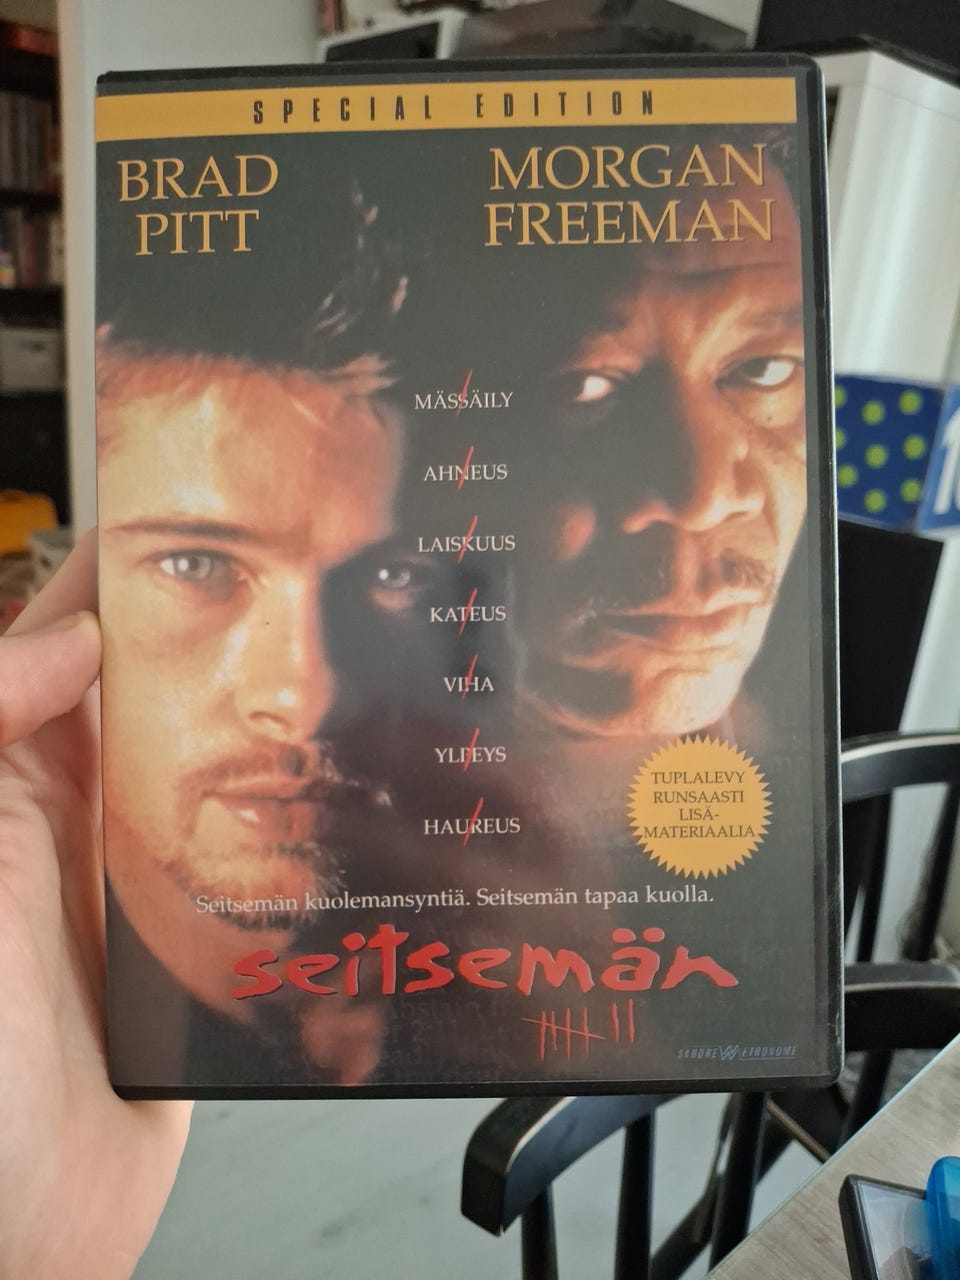 SPECIAL EDITION
BRAD
PITT
MORGAN
FREEMAN
MÄSSÄILY
AHNEUS
LAISKUUS
KATEUS
VIHA
YLPEYS
HAUREUS
TUPLALEVY
RUNSAASTI
LISÄ-
MATERIAALIA
Seitsemän kuolemansyntiä. Seitsemän tapaa kuolla.
seitsemän
SANDREW METRONOME